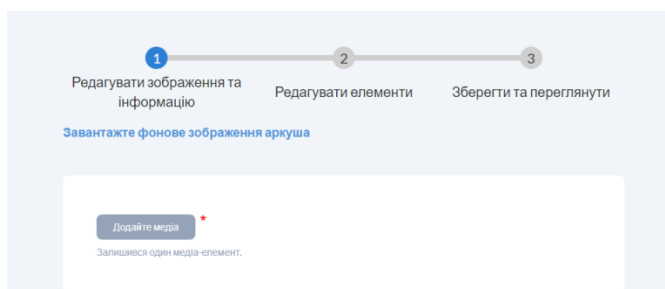 1
2
3
Редагувати зображення та
інформацію
Редагувати елементи
Зберегти та переглянути
Завантажте фонове зображення аркуша
Додайте медіа *
Залишився один медіа-елемент.